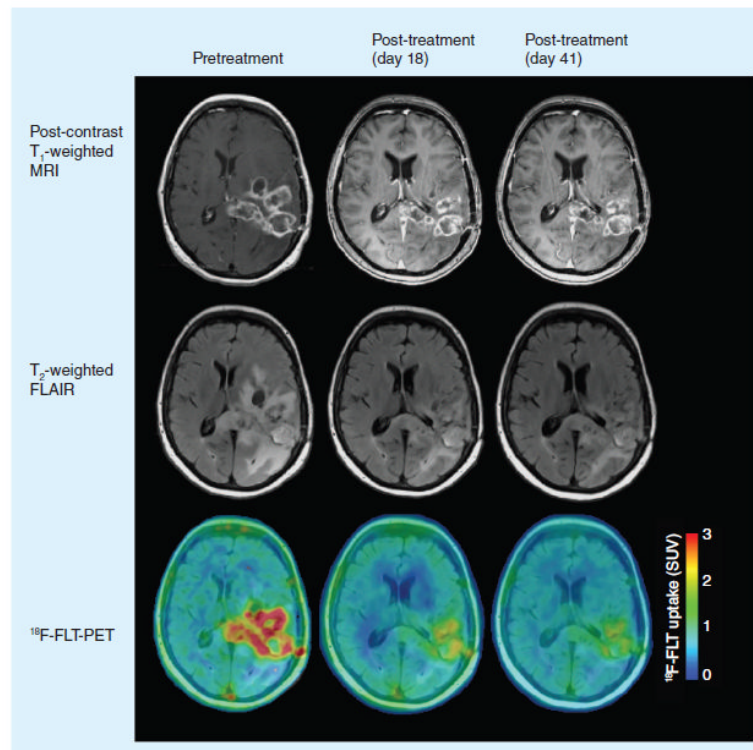 Pretreatment
Post-treatment
(day 18)
Post-treatment
(day 41)
Post-contrast
T₁-weighted
MRI
T₂-weighted
FLAIR
¹⁸F-FLT-PET
¹⁸F-FLT uptake (SUV)
3
2
1
0